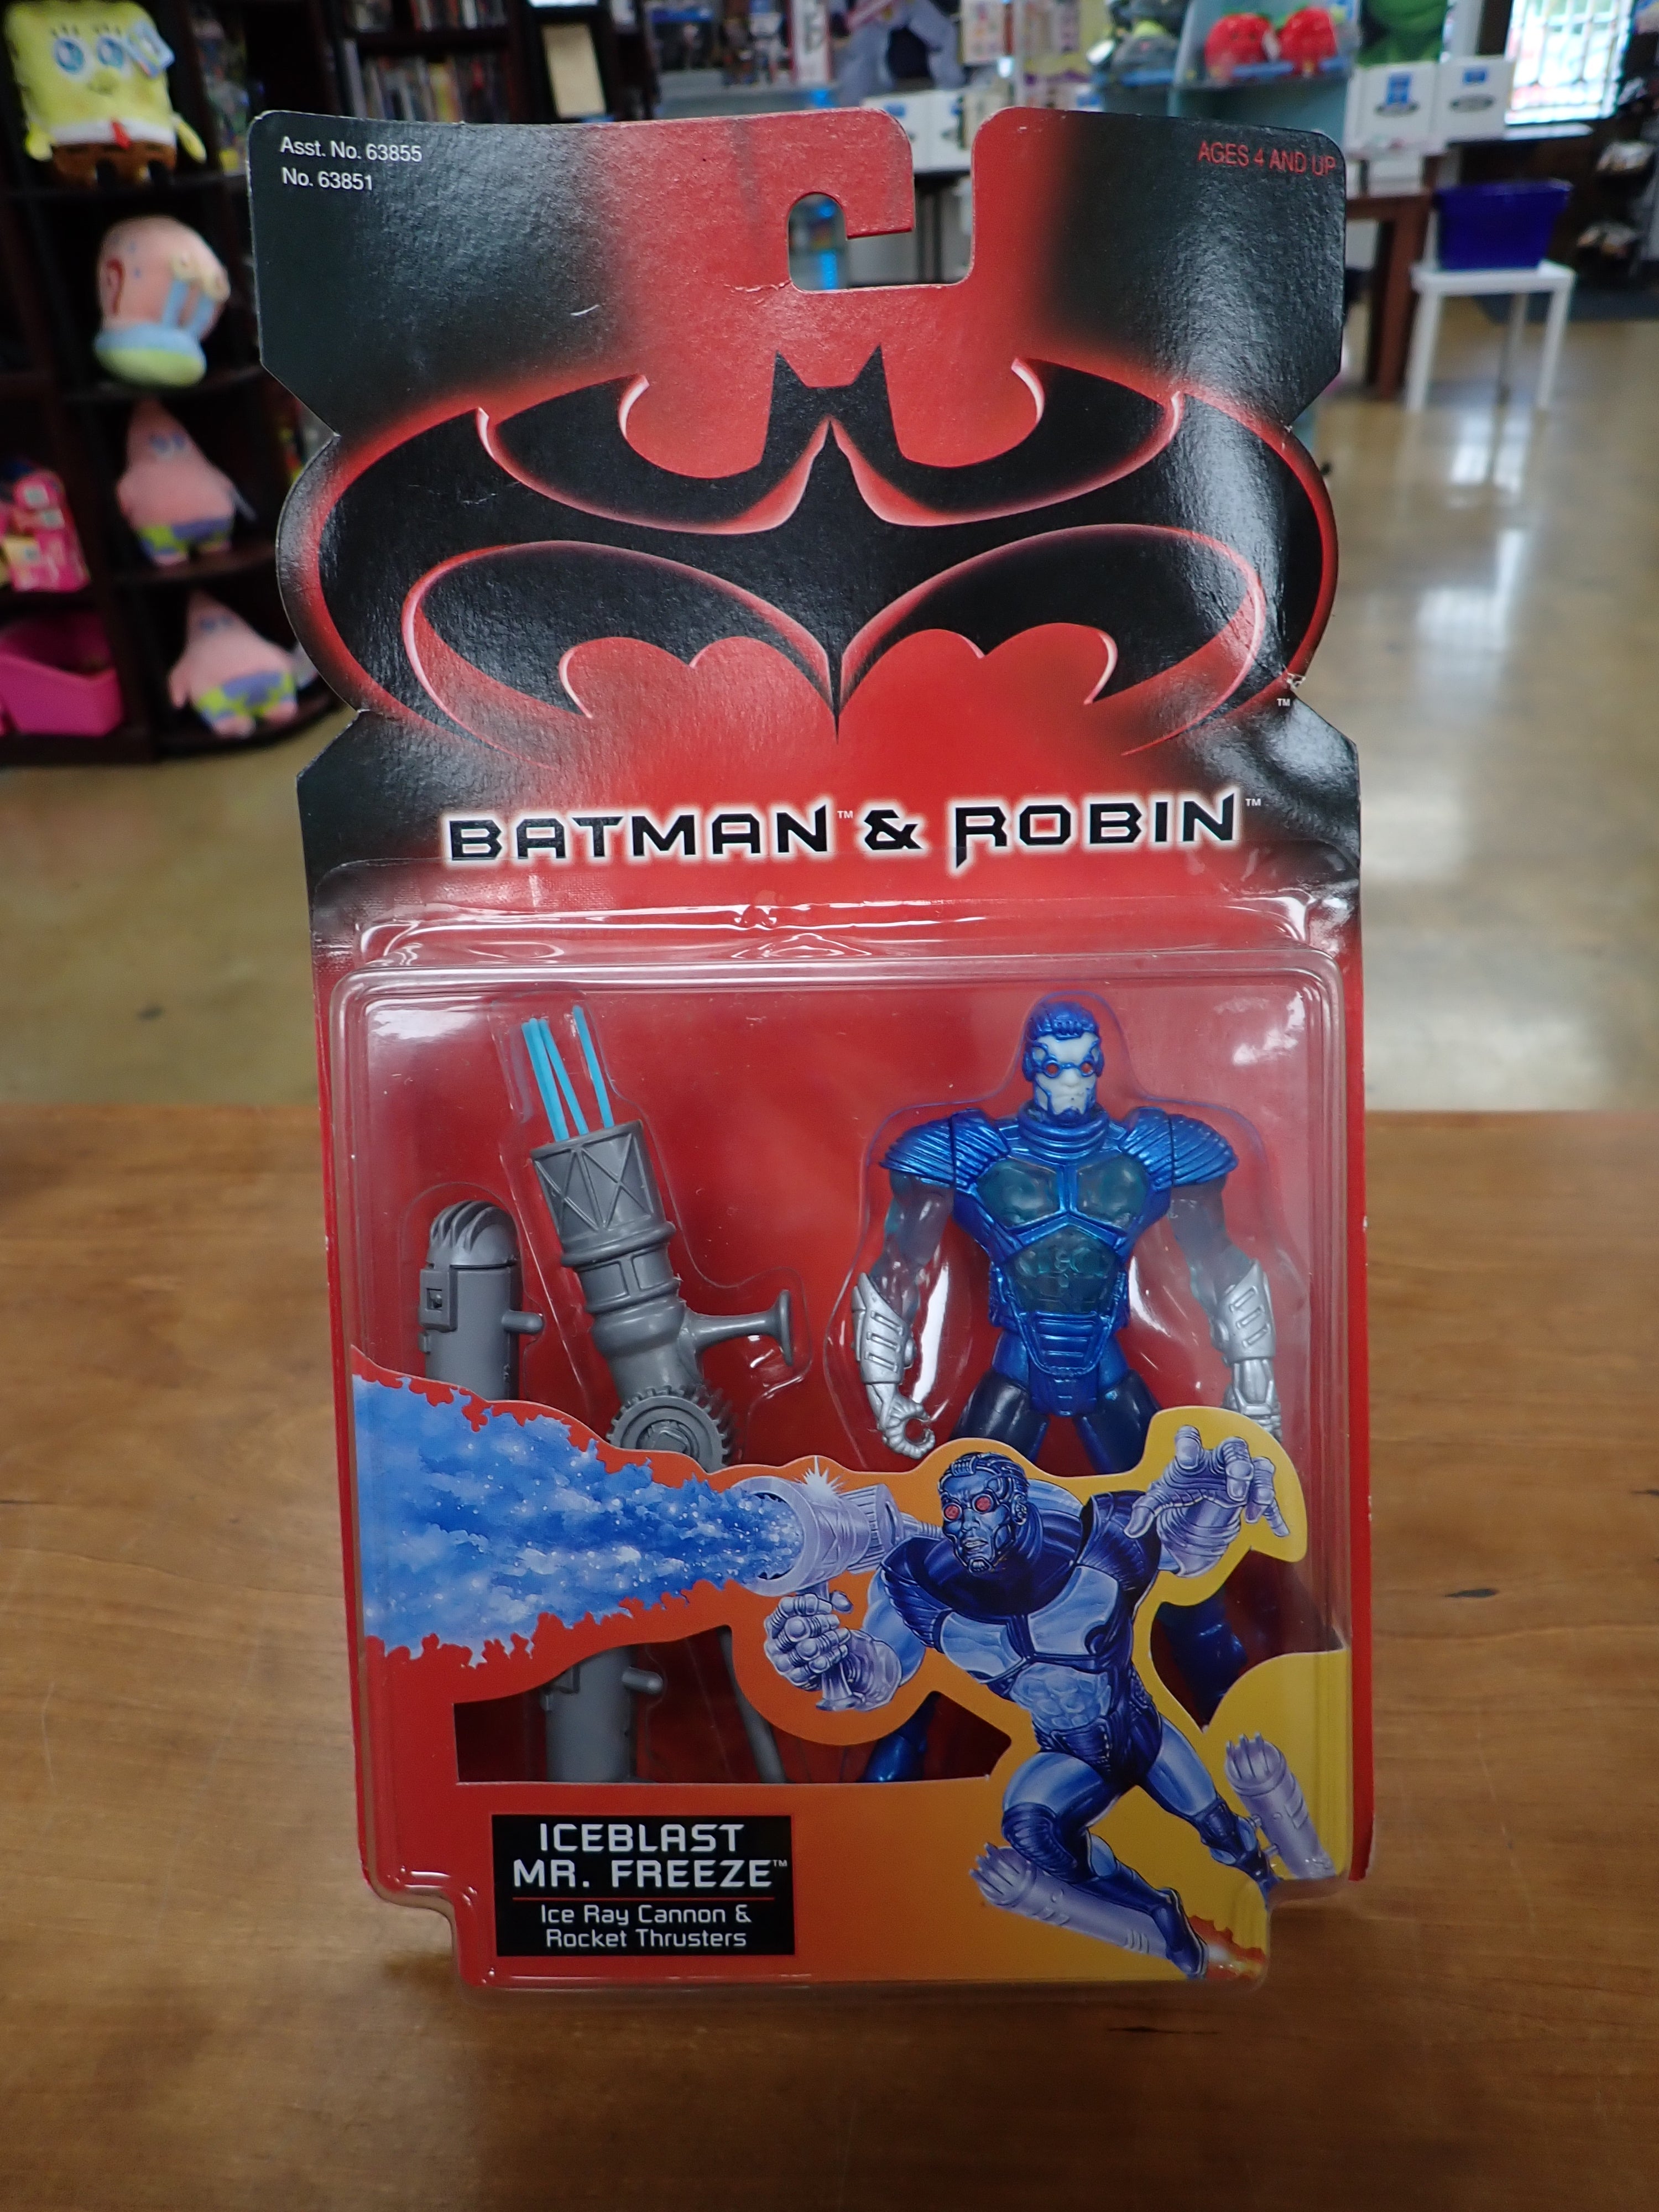 Asst. No. 63855
No. 63851
AGES 4 AND UP
TM
BATMAN™ & ROBIN™
ICEBLAST
MR. FREEZE™
Ice Ray Cannon &
Rocket Thrusters